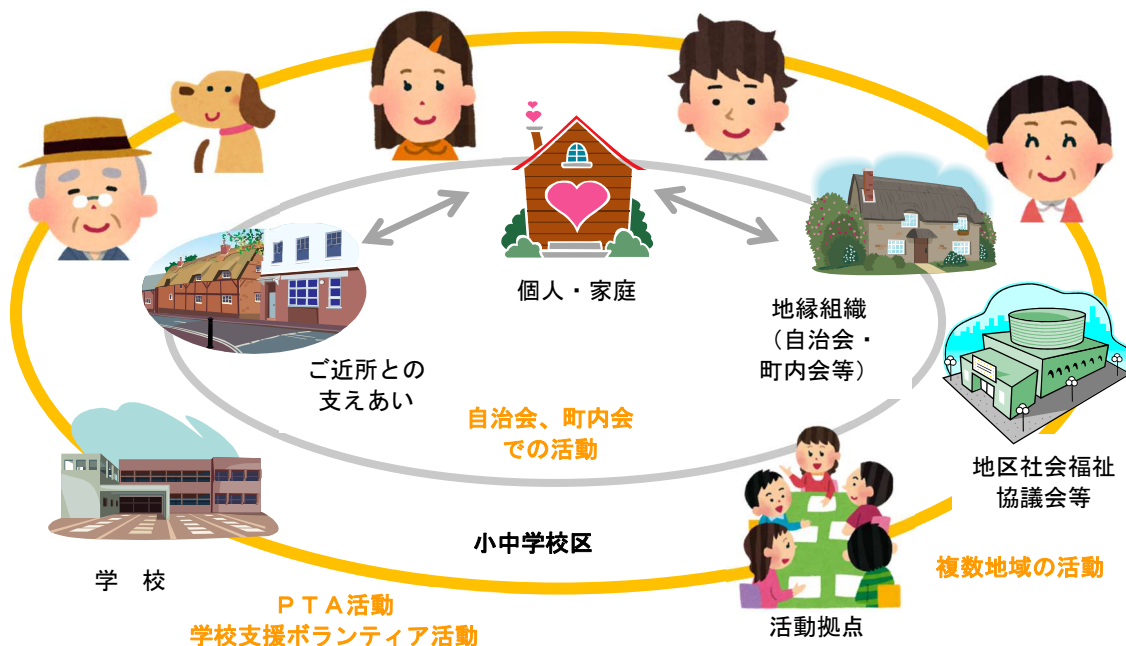 個人・家庭
地縁組織
（自治会・
町内会等）
ご近所との
支えあい
自治会、町内会
での活動
地区社会福祉
協議会等
小中学校区
複数地域の活動
学　校
ＰＴＡ活動
学校支援ボランティア活動
活動拠点